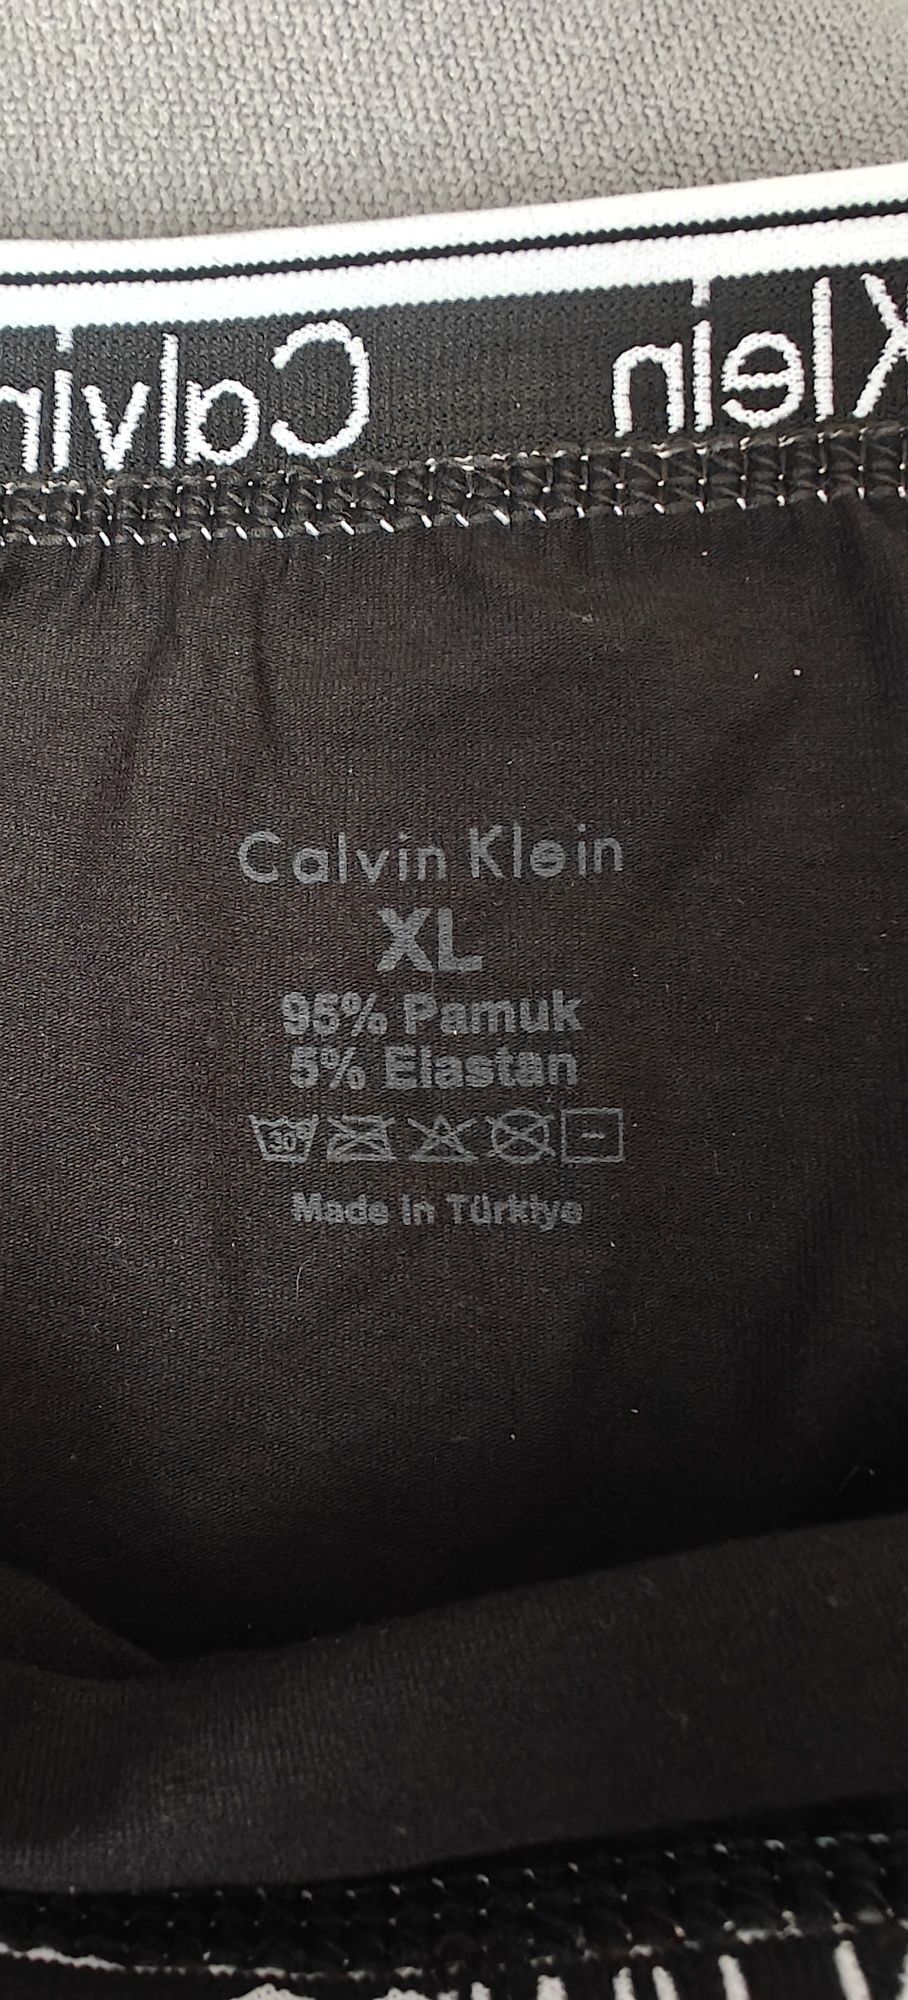 Calvin Klein
Calvin Klein
XL
95% Pamuk
5% Elastan
30°
Made in Türkiye